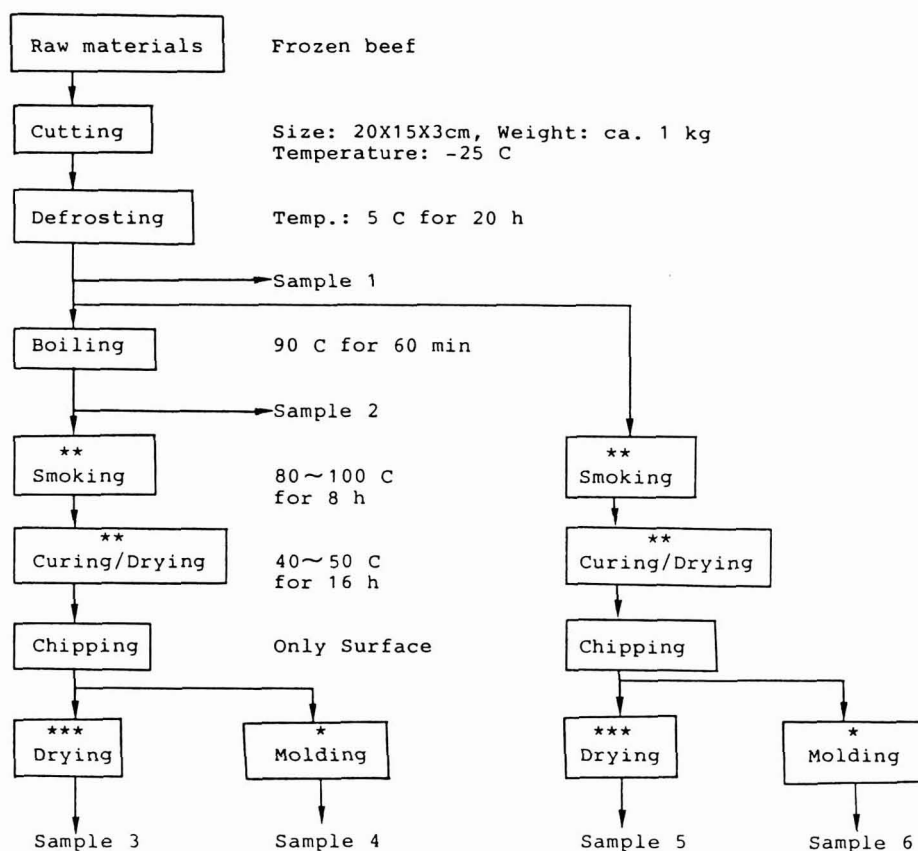 Raw materials
Frozen beef
Cutting
Size: 20X15X3cm, Weight: ca. 1 kg
Temperature: -25 C
Defrosting
Temp.: 5 C for 20 h
Sample 1
Boiling
90 C for 60 min
Sample 2
**
Smoking
80~100 C
for 8 h
**
Smoking
**
Curing/Drying
40~50 C
for 16 h
**
Curing/Drying
Chipping
Only Surface
Chipping
***
Drying
*
Molding
***
Drying
*
Molding
Sample 3
Sample 4
Sample 5
Sample 6